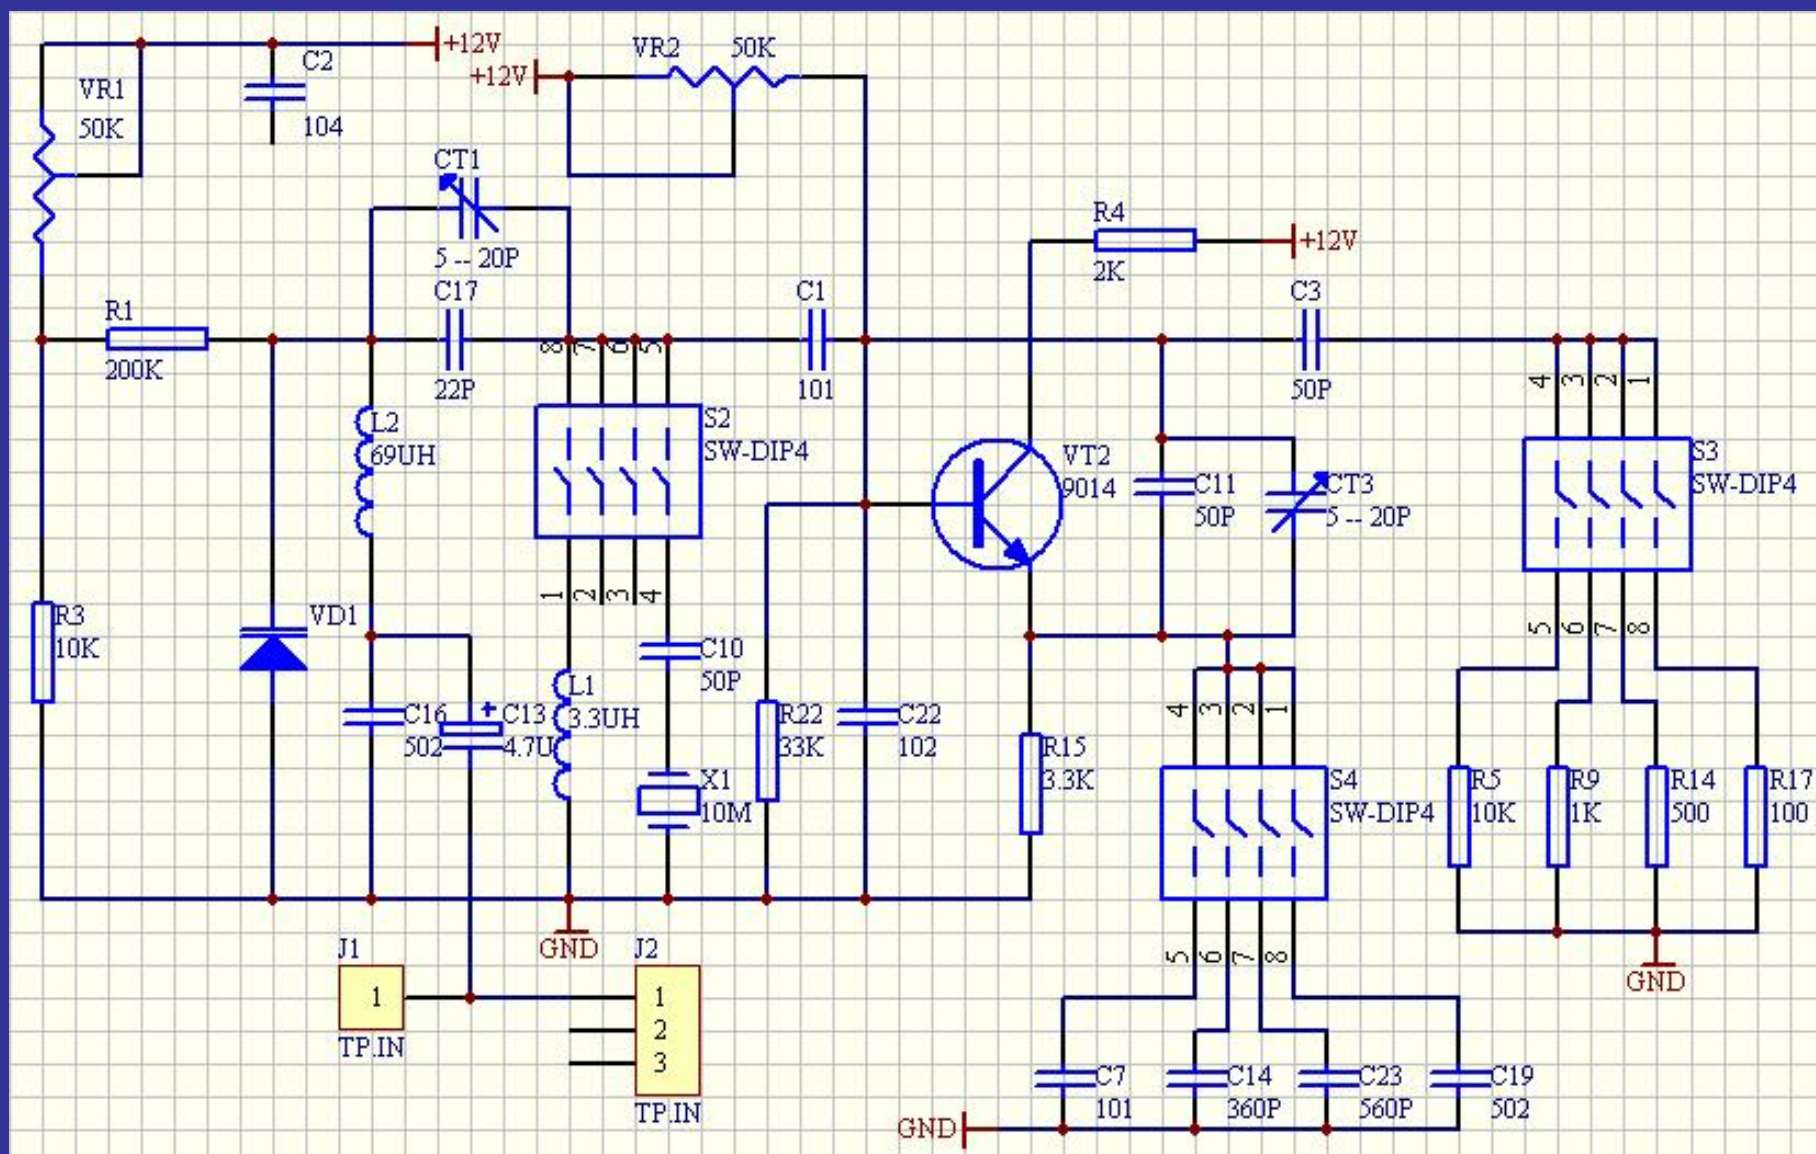 +12V
C2
VR1
50K
104
VR2
50K
+12V
CT1
5 -- 20P
R4
2K
+12V
R1
200K
C17
22P
C1
101
C3
50P
8
7
6
5
4
3
2
1
L2
69UH
S2
SW-DIP4
VT2
9014
C11
50P
CT3
5 -- 20P
S3
SW-DIP4
1
2
3
4
5
6
7
8
R3
10K
VD1
C10
50P
L1
3.3UH
C16
502
+
C13
4.7U
R22
33K
C22
102
4
3
2
1
R15
3.3K
X1
10M
S4
SW-DIP4
R5
10K
R9
1K
R14
500
R17
100
GND
5
6
7
8
GND
J1
1
TP.IN
J2
1
2
3
TP.IN
C7
101
C14
360P
C23
560P
C19
502
GND